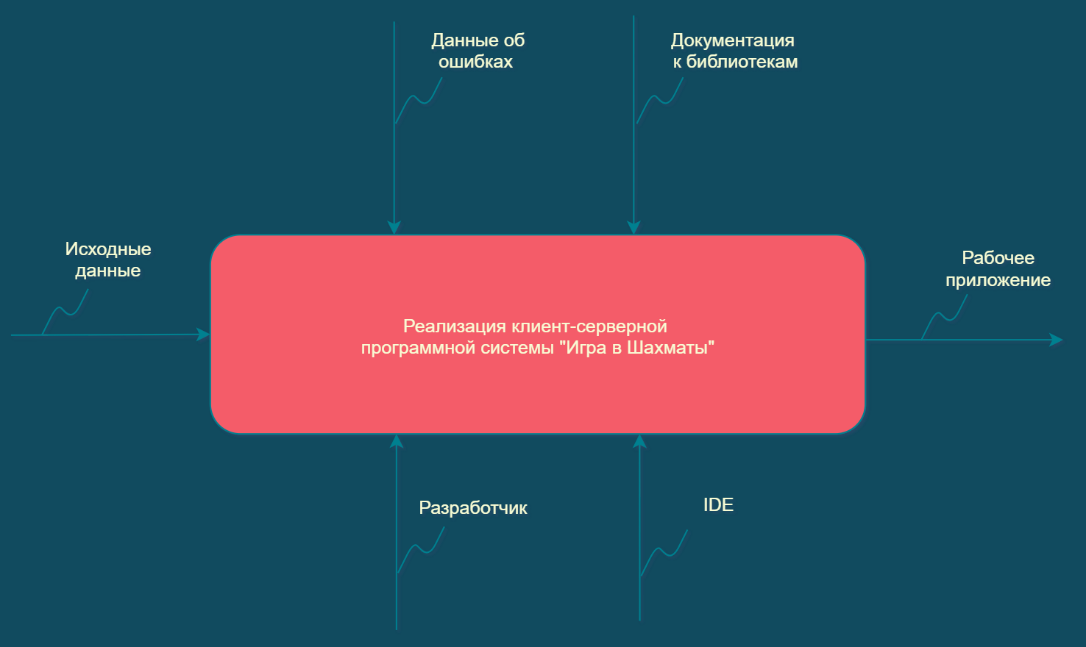 Данные об
ошибках
Документация
к библиотекам
Исходные
данные
Рабочее
приложение
Реализация клиент-серверной
программной системы "Игра в Шахматы"
Разработчик
IDE